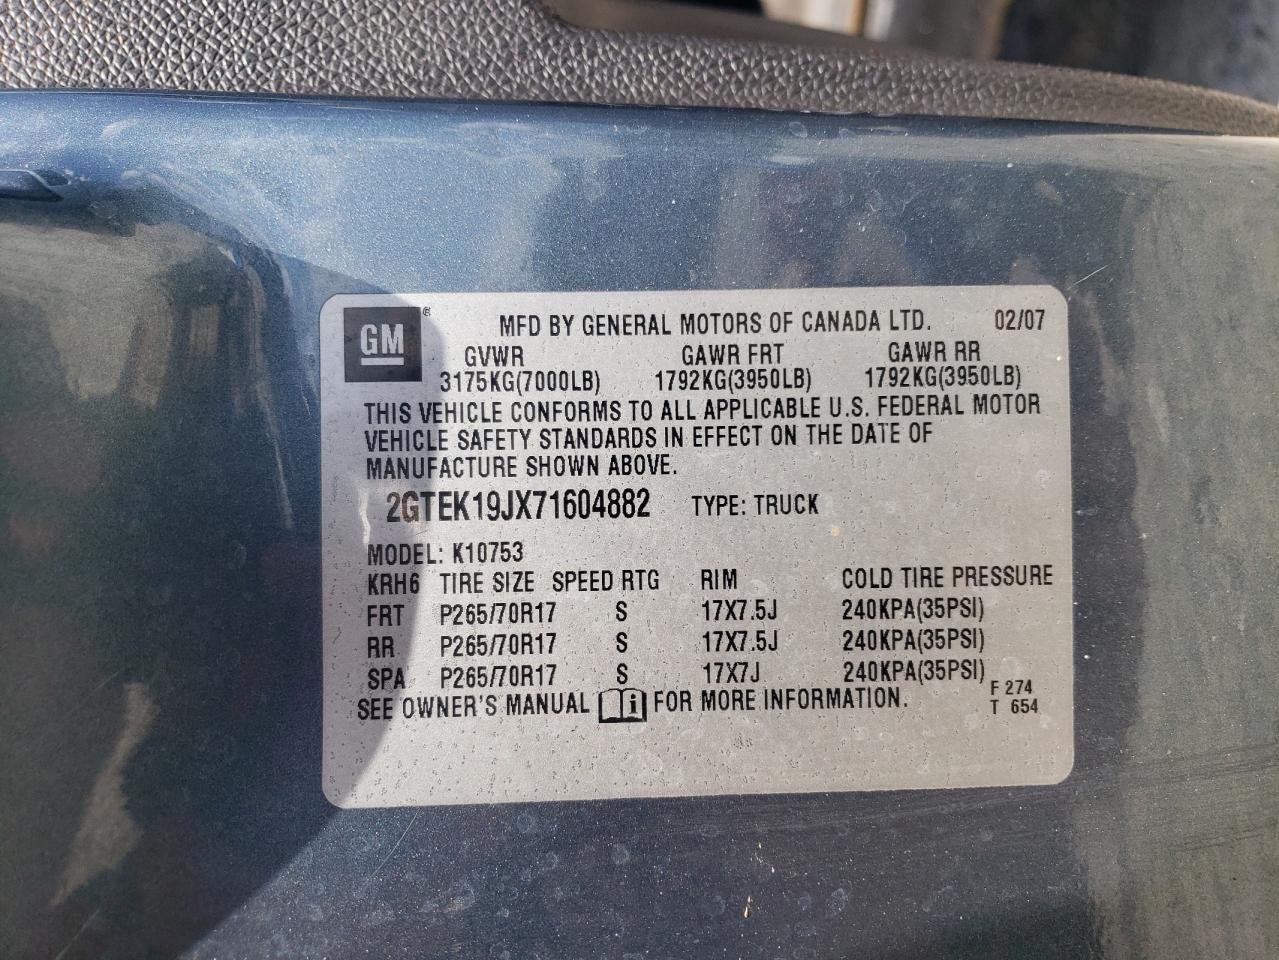 GM ®
MFD BY GENERAL MOTORS OF CANADA LTD. 02/07
GVWR GAWR FRT GAWR RR
3175KG(7000LB) 1792KG(3950LB) 1792KG(3950LB)
THIS VEHICLE CONFORMS TO ALL APPLICABLE U.S. FEDERAL MOTOR
VEHICLE SAFETY STANDARDS IN EFFECT ON THE DATE OF
MANUFACTURE SHOWN ABOVE.
2GTEK19JX71604882 TYPE: TRUCK
MODEL: K10753
KRH6 TIRE SIZE SPEED RTG RIM COLD TIRE PRESSURE
FRT P265/70R17 S 17X7.5J 240KPA(35PSI)
RR P265/70R17 S 17X7.5J 240KPA(35PSI)
SPA P265/70R17 S 17X7J 240KPA(35PSI)
SEE OWNER'S MANUAL i FOR MORE INFORMATION.
F 274
T 654